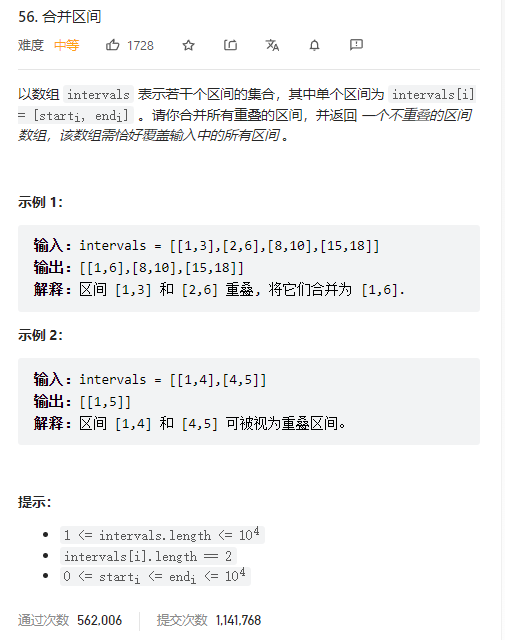 56. 合并区间
难度 中等 1728
以数组 intervals 表示若干个区间的集合，其中单个区间为 intervals[i]
= [starti, endi] 。请你合并所有重叠的区间，并返回 一个不重叠的区间
数组，该数组需恰好覆盖输入中的所有区间 。
示例 1：
输入：intervals = [[1,3],[2,6],[8,10],[15,18]]
输出：[[1,6],[8,10],[15,18]]
解释：区间 [1,3] 和 [2,6] 重叠, 将它们合并为 [1,6].
示例 2：
输入：intervals = [[1,4],[4,5]]
输出：[[1,5]]
解释：区间 [1,4] 和 [4,5] 可被视为重叠区间。
提示：
1 <= intervals.length <= 10⁴
intervals[i].length == 2
0 <= starti <= endi <= 10⁴
通过次数 562,006 提交次数 1,141,768